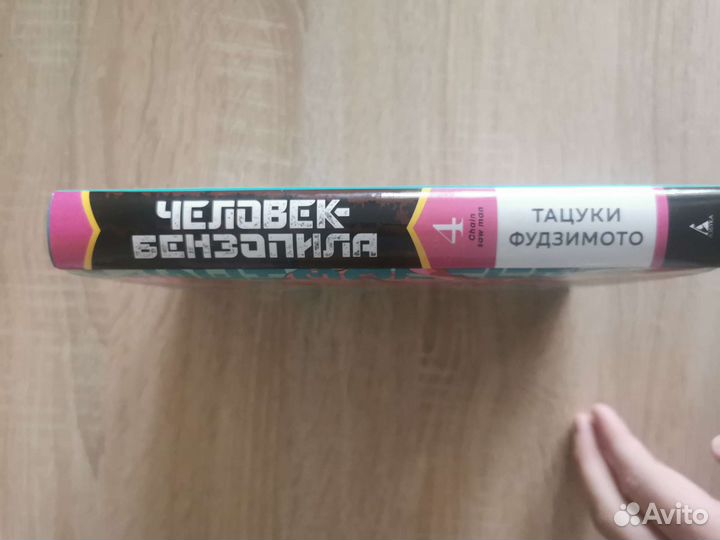 ЧЕЛОВЕК-
БЕНЗОПИЛА
4
Chain
saw man
ТАЦУКИ
ФУДЗИМОТО
Avito